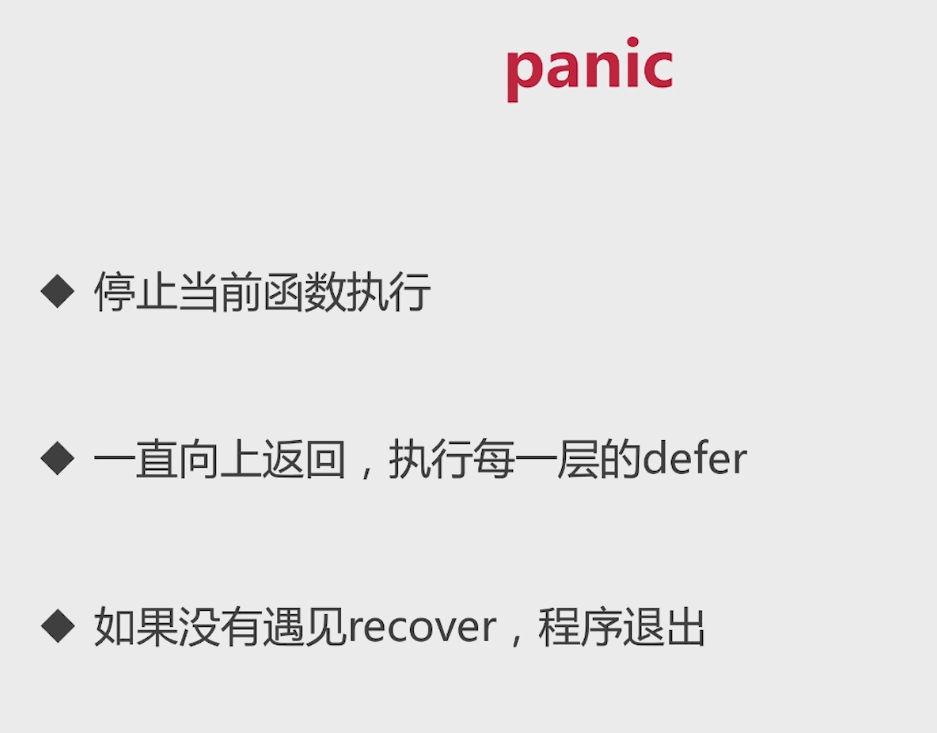 panic
◆ 停止当前函数执行
◆ 一直向上返回，执行每一层的defer
◆ 如果没有遇见recover，程序退出